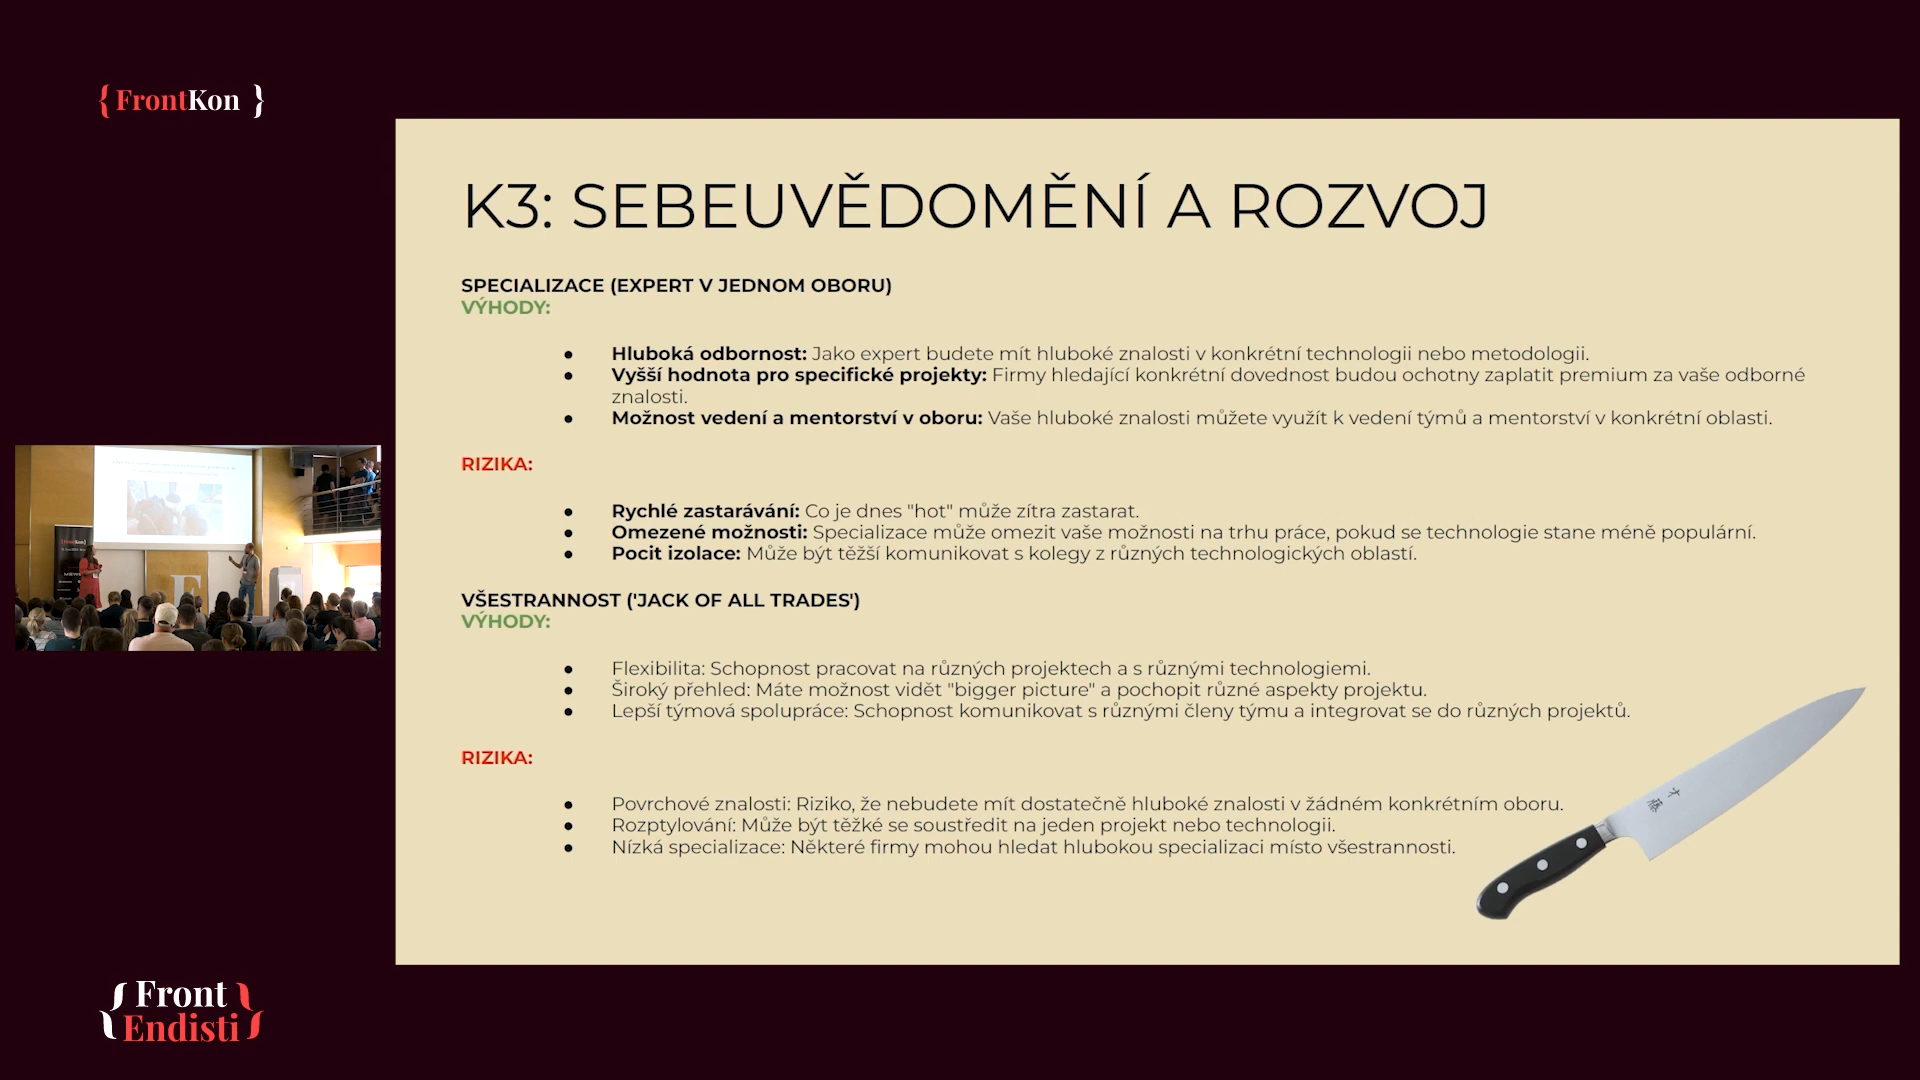 { FrontKon }
K3: SEBEUVĚDOMĚNÍ A ROZVOJ
SPECIALIZACE (EXPERT V JEDNOM OBORU)
VÝHODY:
● Hluboká odbornost: Jako expert budete mít hluboké znalosti v konkrétní technologii nebo metodologii.
● Vyšší hodnota pro specifické projekty: Firmy hledající konkrétní dovednost budou ochotny zaplatit premium za vaše odborné
znalosti.
● Možnost vedení a mentorství v oboru: Vaše hluboké znalosti můžete využít k vedení týmů a mentorství v konkrétní oblasti.
RIZIKA:
● Rychlé zastarávání: Co je dnes "hot" může zítra zastarat.
● Omezené možnosti: Specializace může omezit vaše možnosti na trhu práce, pokud se technologie stane méně populární.
● Pocit izolace: Může být těžší komunikovat s kolegy z různých technologických oblastí.
VŠESTRANNOST ('JACK OF ALL TRADES')
VÝHODY:
● Flexibilita: Schopnost pracovat na různých projektech a s různými technologiemi.
● Široký přehled: Máte možnost vidět "bigger picture" a pochopit různé aspekty projektu.
● Lepší týmová spolupráce: Schopnost komunikovat s různými členy týmu a integrovat se do různých projektů.
RIZIKA:
● Povrchové znalosti: Riziko, že nebudete mít dostatečně hluboké znalosti v žádném konkrétním oboru.
● Rozptylování: Může být těžké se soustředit na jeden projekt nebo technologii.
● Nízká specializace: Některé firmy mohou hledat hlubokou specializaci místo všestrannosti.
{ Front
Endisti }